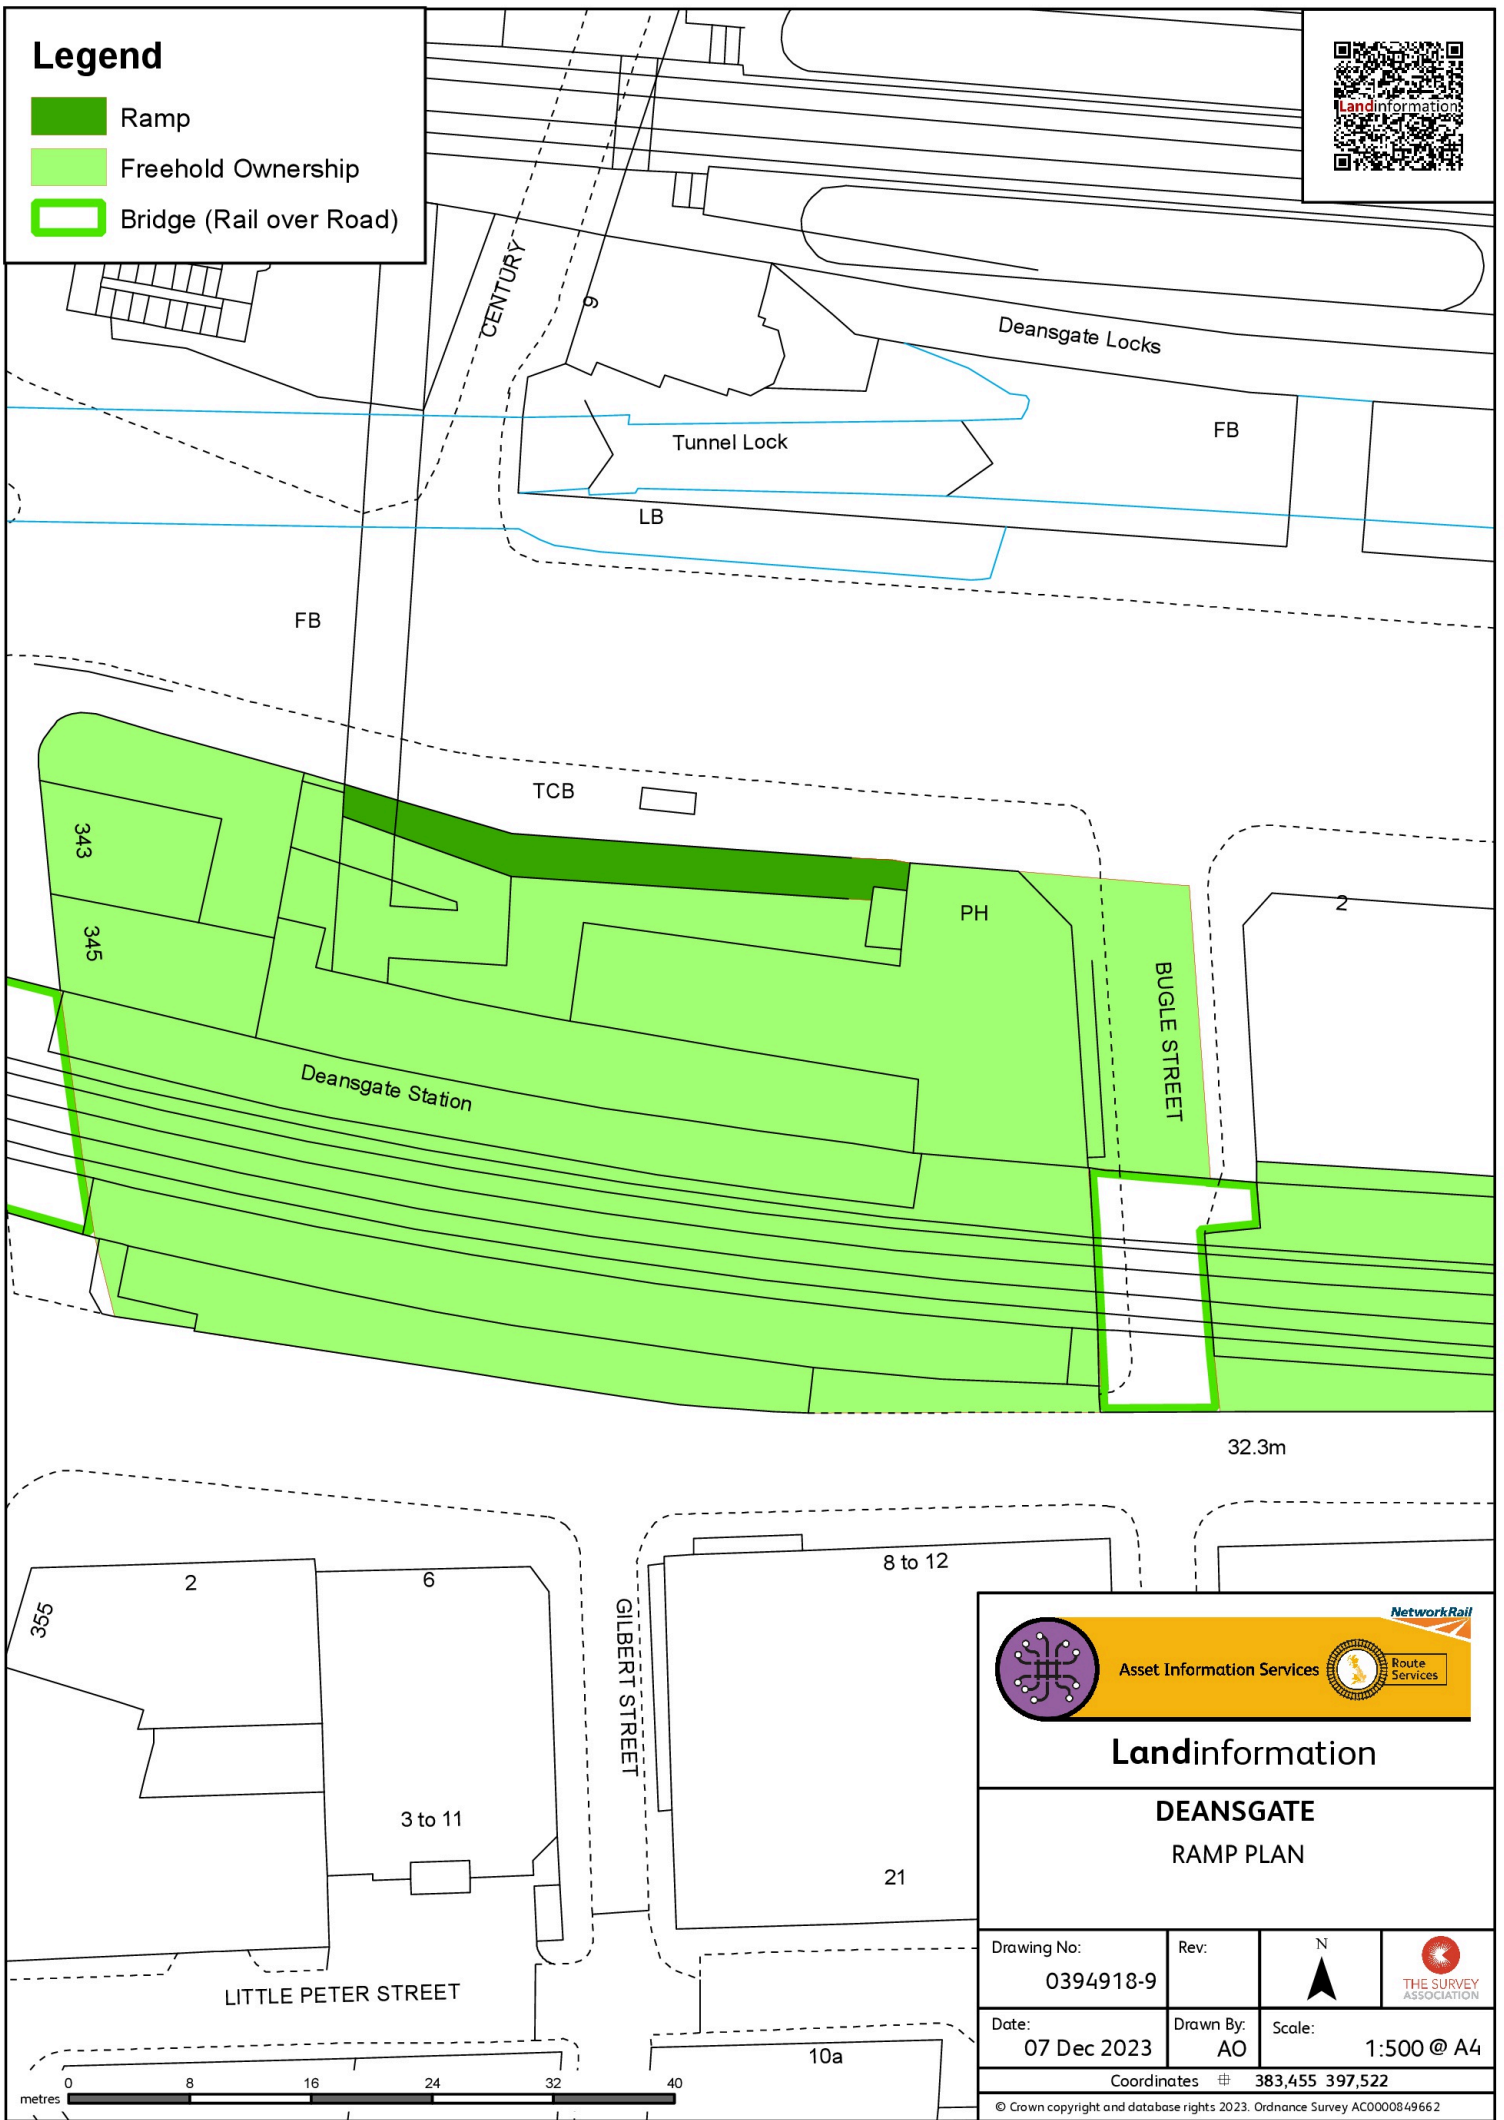 Legend
Ramp
Freehold Ownership
Bridge (Rail over Road)
Landinformation
CENTURY
9
Deansgate Locks
Tunnel Lock
FB
LB
FB
TCB
343
345
PH
2
BUGLE STREET
Deansgate Station
32.3m
355
2
6
8 to 12
GILBERT STREET
3 to 11
21
LITTLE PETER STREET
10a
metres 0 8 16 24 32 40
NetworkRail
Asset Information Services
Route
Services
Landinformation
DEANSGATE
RAMP PLAN
Drawing No:
0394918-9
Rev:
N
THE SURVEY
ASSOCIATION
Date:
07 Dec 2023
Drawn By:
AO
Scale:
1:500 @ A4
Coordinates 383,455 397,522
© Crown copyright and database rights 2023. Ordnance Survey AC0000849662